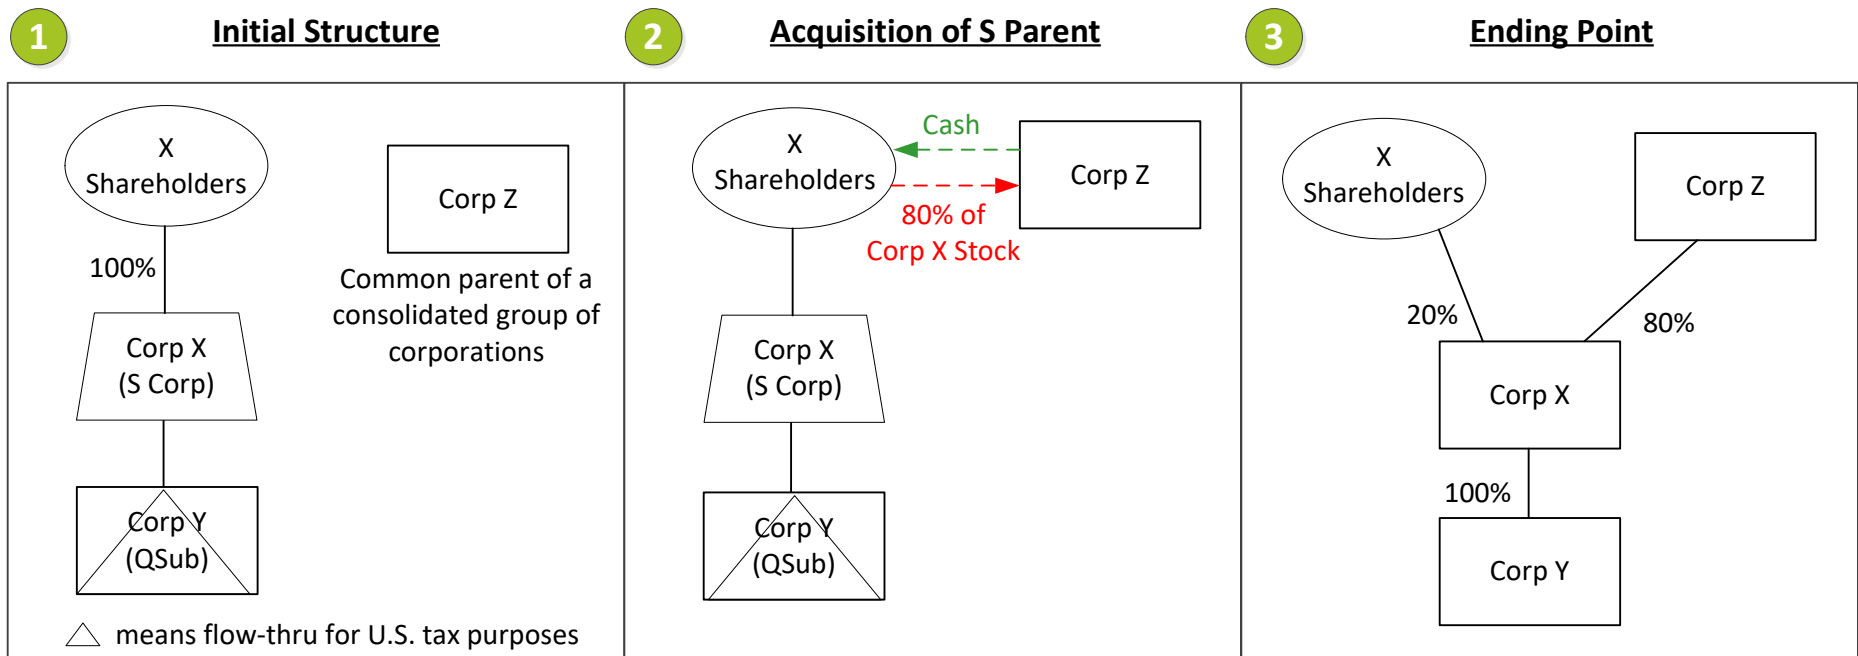 1
Initial Structure
X
Shareholders
100%
Corp X
(S Corp)
Corp Y
(QSub)
Corp Z
Common parent of a
consolidated group of
corporations
means flow-thru for U.S. tax purposes
2
Acquisition of S Parent
X
Shareholders
Cash
80% of
Corp X Stock
Corp Z
Corp X
(S Corp)
Corp Y
(QSub)
3
Ending Point
X
Shareholders
Corp Z
20%
80%
Corp X
100%
Corp Y